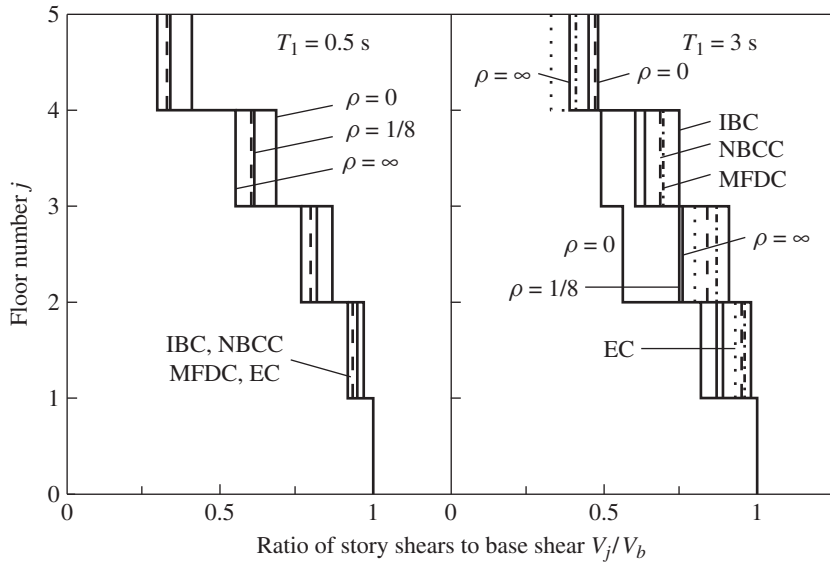 5
4
3
2
1
0
Floor number j
T₁ = 0.5 s
ρ = 0
ρ = 1/8
ρ = ∞
IBC, NBCC
MFDC, EC
0
0.5
1
T₁ = 3 s
ρ = ∞
ρ = 0
IBC
NBCC
MFDC
ρ = 0
ρ = ∞
ρ = 1/8
EC
0
0.5
1
Ratio of story shears to base shear Vⱼ/V_b